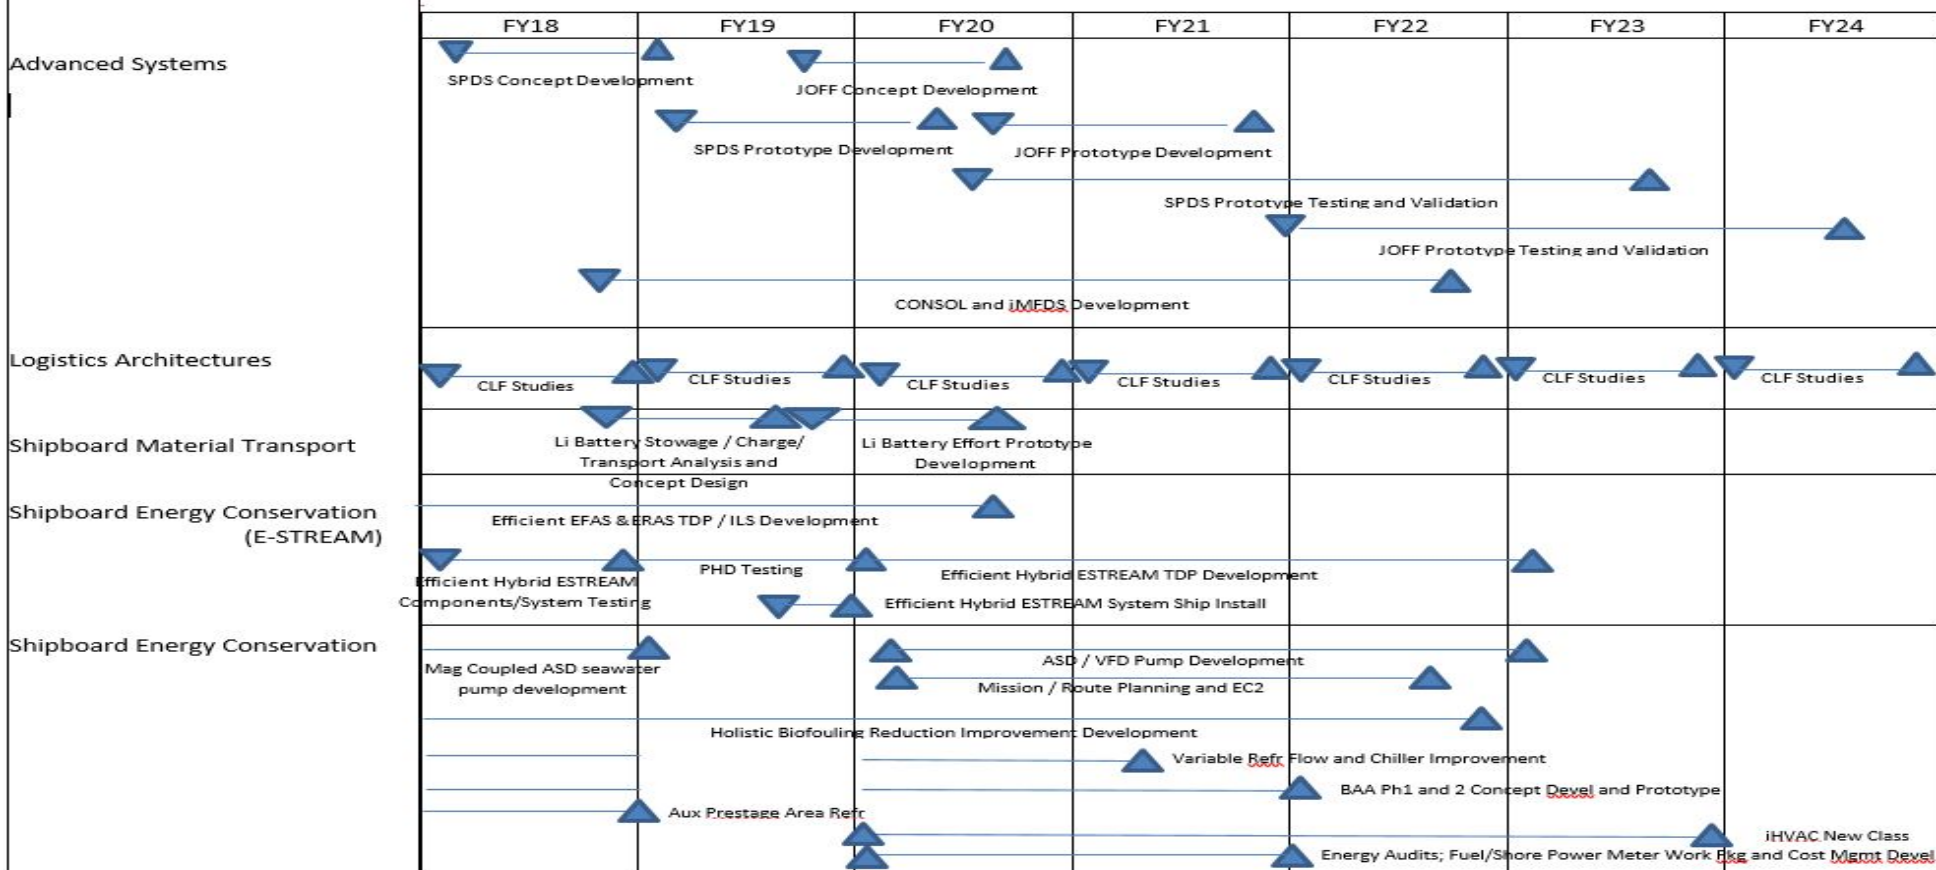 FY18 FY19 FY20 FY21 FY22 FY23 FY24
Advanced Systems
SPDS Concept Development
JOFF Concept Development
SPDS Prototype Development
JOFF Prototype Development
SPDS Prototype Testing and Validation
JOFF Prototype Testing and Validation
CONSOL and iMFDS Development
Logistics Architectures
CLF Studies CLF Studies CLF Studies CLF Studies CLF Studies CLF Studies CLF Studies
Shipboard Material Transport
Li Battery Stowage / Charge/
Transport Analysis and
Concept Design
Li Battery Effort Prototype
Development
Shipboard Energy Conservation
(E-STREAM)
Efficient EFAS & ERAS TDP / ILS Development
Efficient Hybrid ESTREAM
Components/System Testing
PHD Testing
Efficient Hybrid ESTREAM TDP Development
Efficient Hybrid ESTREAM System Ship Install
Shipboard Energy Conservation
Mag Coupled ASD seawater
pump development
ASD / VFD Pump Development
Mission / Route Planning and EC2
Holistic Biofouling Reduction Improvement Development
Variable Refr Flow and Chiller Improvement
BAA Ph1 and 2 Concept Devel and Prototype
Aux Prestage Area Refr
iHVAC New Class
Energy Audits; Fuel/Shore Power Meter Work Pkg and Cost Mgmt Devel